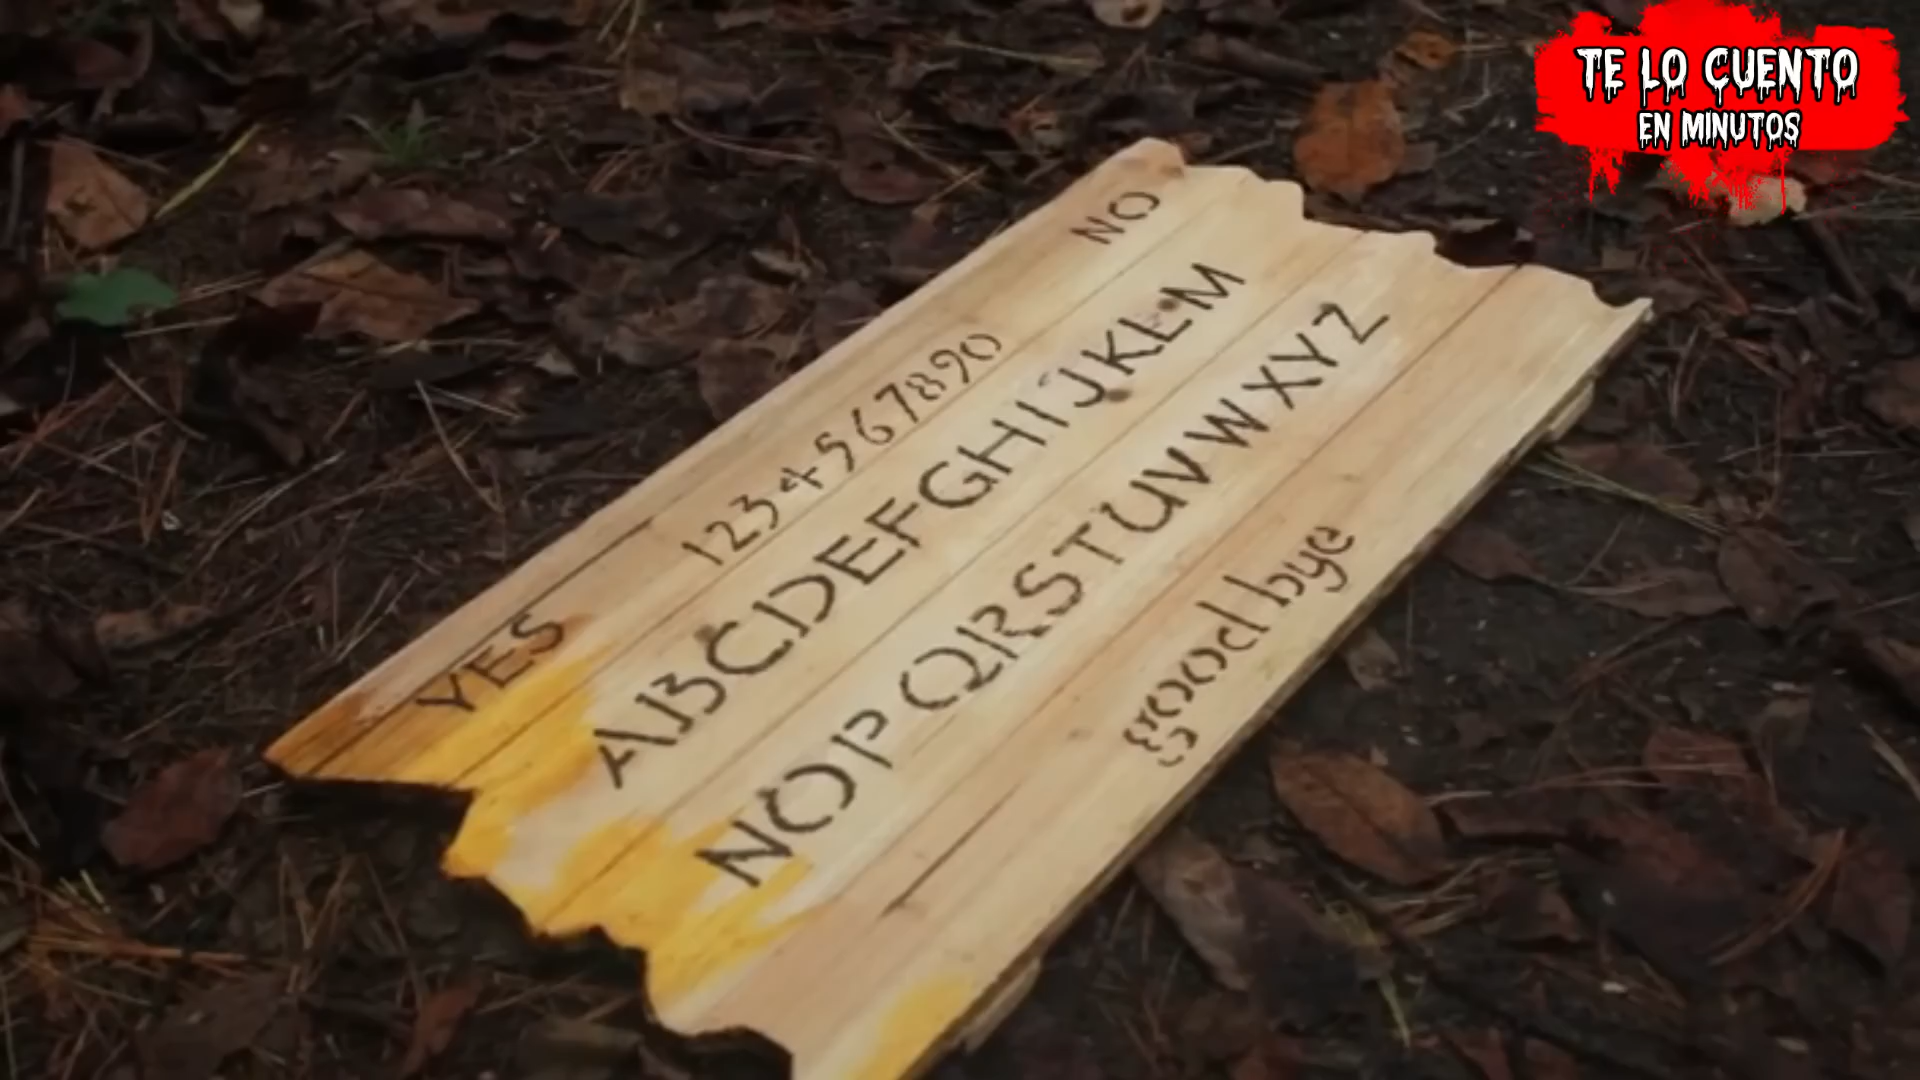 TE LO CUENTO
EN MINUTOS
YES NO
1234567890
ABCDEFGHIJKLM
NOPQRSTUVWXYZ
good bye